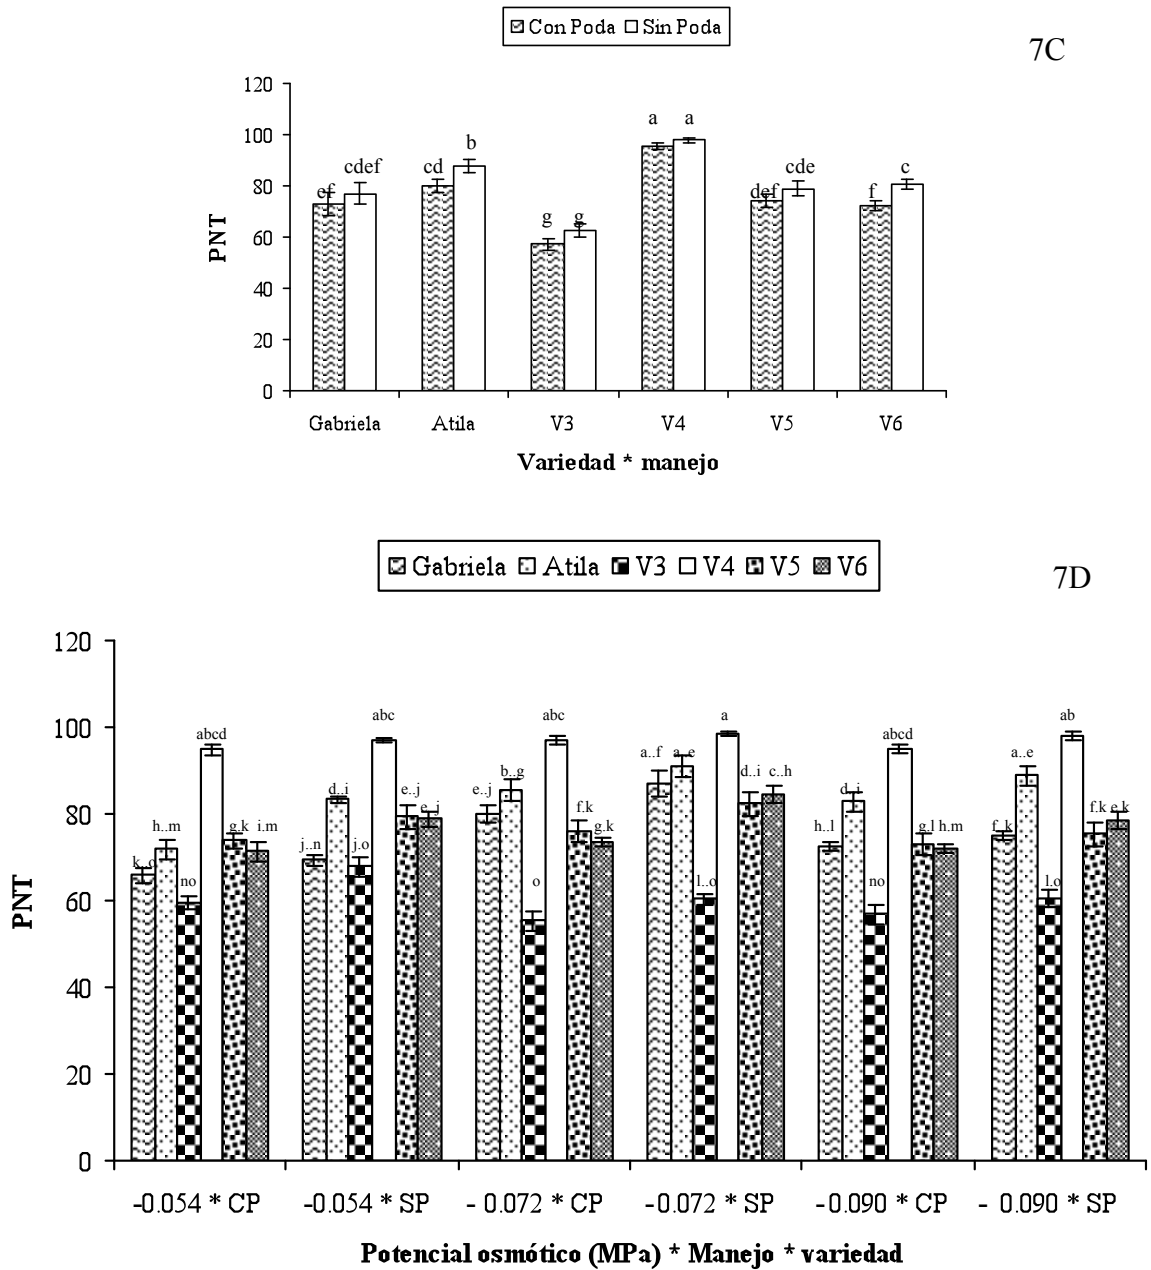 Con Poda Sin Poda
7C
120
100
80
60
40
20
0
PNT
ef cdef cd b g g a a def cde f c
Gabriela Atila V3 V4 V5 V6
Variedad * manejo
Gabriela Atila V3 V4 V5 V6
7D
120
100
80
60
40
20
0
PNT
h..m no abcd g.k i.m
j..n d..i j.o abc e..j e..j
e..j b..g o abc f.k g.k
a..f a..e l..o a d..i c..h
h..l d..i no abcd g.l h.m
f..k a..e l.o ab f.k e.k
-0.054 * CP -0.054 * SP - 0.072 * CP -0.072 * SP -0.090 * CP - 0.090 * SP
Potencial osmótico (MPa) * Manejo * variedad